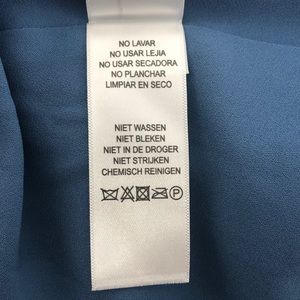 NO LAVAR
NO USAR LEJIA
NO USAR SECADORA
NO PLANCHAR
LIMPIAR EN SECO
NIET WASSEN
NIET BLEKEN
NIET IN DE DROGER
NIET STRIJKEN
CHEMISCH REINIGEN
P